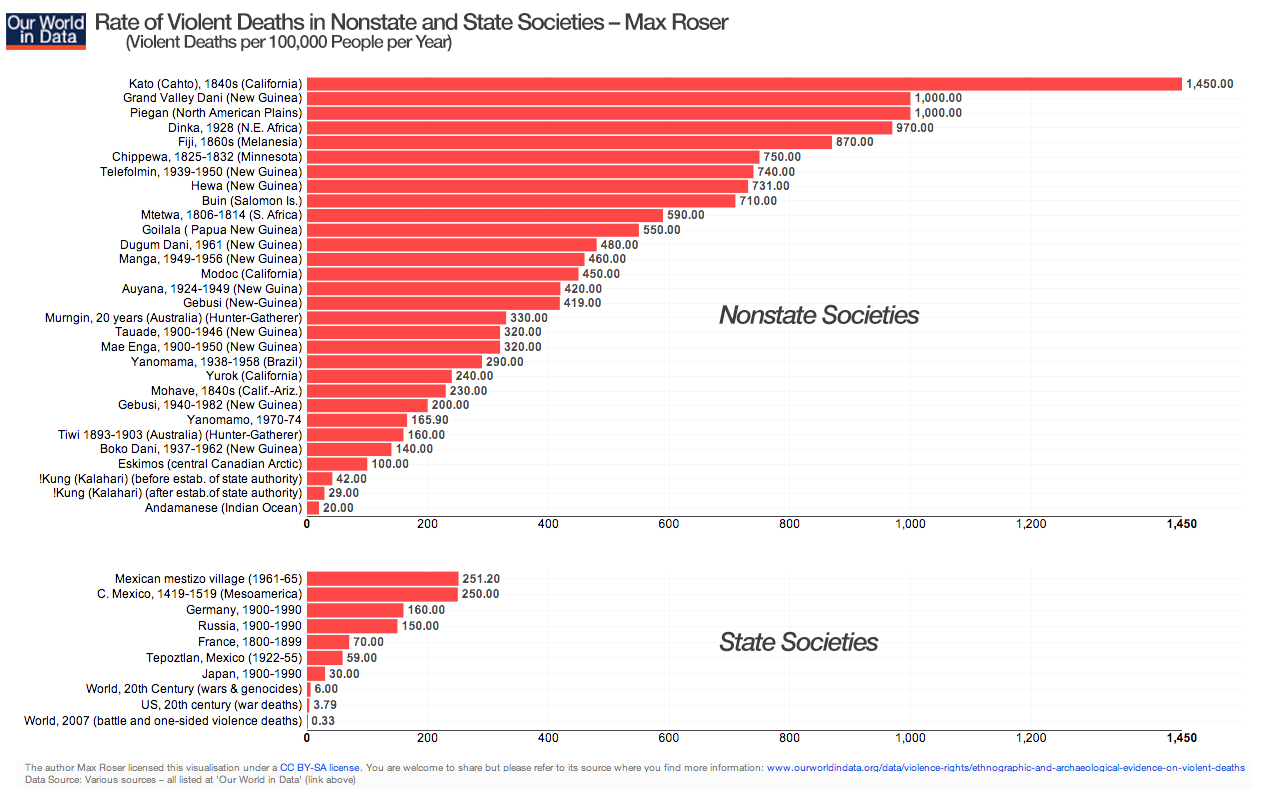 Our World
in Data
Rate of Violent Deaths in Nonstate and State Societies – Max Roser
(Violent Deaths per 100,000 People per Year)
Kato (Cahto), 1840s (California) 1,450.00
Grand Valley Dani (New Guinea) 1,000.00
Piegan (North American Plains) 1,000.00
Dinka, 1928 (N.E. Africa) 970.00
Fiji, 1860s (Melanesia) 870.00
Chippewa, 1825-1832 (Minnesota) 750.00
Telefolmin, 1939-1950 (New Guinea) 740.00
Hewa (New Guinea) 731.00
Buin (Salomon Is.) 710.00
Mtetwa, 1806-1814 (S. Africa) 590.00
Goilala ( Papua New Guinea) 550.00
Dugum Dani, 1961 (New Guinea) 480.00
Manga, 1949-1956 (New Guinea) 460.00
Modoc (California) 450.00
Auyana, 1924-1949 (New Guina) 420.00
Gebusi (New-Guinea) 419.00
Murngin, 20 years (Australia) (Hunter-Gatherer) 330.00
Nonstate Societies
Tauade, 1900-1946 (New Guinea) 320.00
Mae Enga, 1900-1950 (New Guinea) 320.00
Yanomama, 1938-1958 (Brazil) 290.00
Yurok (California) 240.00
Mohave, 1840s (Calif.-Ariz.) 230.00
Gebusi, 1940-1982 (New Guinea) 200.00
Yanomamo, 1970-74 165.90
Tiwi 1893-1903 (Australia) (Hunter-Gatherer) 160.00
Boko Dani, 1937-1962 (New Guinea) 140.00
Eskimos (central Canadian Arctic) 100.00
!Kung (Kalahari) (before estab. of state authority) 42.00
!Kung (Kalahari) (after estab.of state authority) 29.00
Andamanese (Indian Ocean) 20.00
0 200 400 600 800 1,000 1,200 1,450
Mexican mestizo village (1961-65) 251.20
C. Mexico, 1419-1519 (Mesoamerica) 250.00
Germany, 1900-1990 160.00
Russia, 1900-1990 150.00
France, 1800-1899 70.00
State Societies
Tepoztlan, Mexico (1922-55) 59.00
Japan, 1900-1990 30.00
World, 20th Century (wars & genocides) 6.00
US, 20th century (war deaths) 3.79
World, 2007 (battle and one-sided violence deaths) 0.33
0 200 400 600 800 1,000 1,200 1,450
The author Max Roser licensed this visualisation under a CC BY-SA license. You are welcome to share but please refer to its source where you find more information: www.ourworldindata.org/data/violence-rights/ethnographic-and-archaeological-evidence-on-violent-deaths
Data Source: Various sources – all listed at 'Our World in Data' (link above)